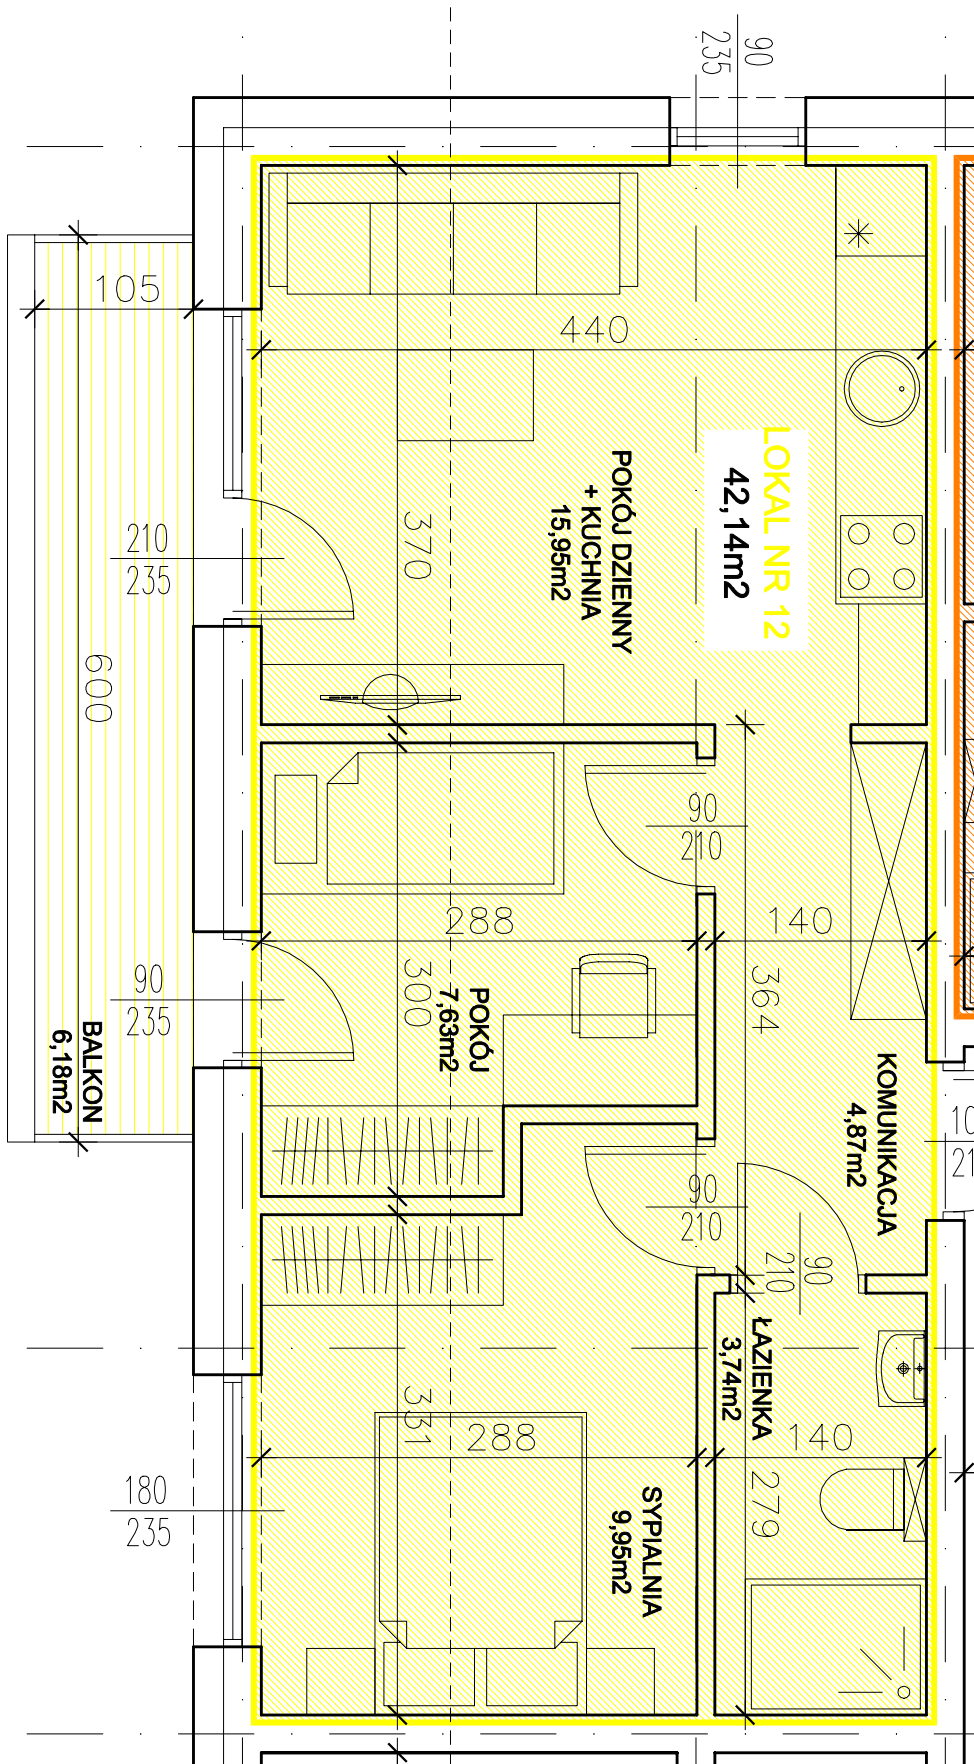 90
235
105
440
LOKAL NR 12
42,14m2
POKÓJ DZIENNY
+ KUCHNIA
15,95m2
370
210
235
600
90
210
288
140
300
364
POKÓJ
7,63m2
90
235
BALKON
6,18m2
KOMUNIKACJA
4,87m2
90
210
90
210
ŁAZIENKA
3,74m2
331
288
140
279
180
235
SYPIALNIA
9,95m2